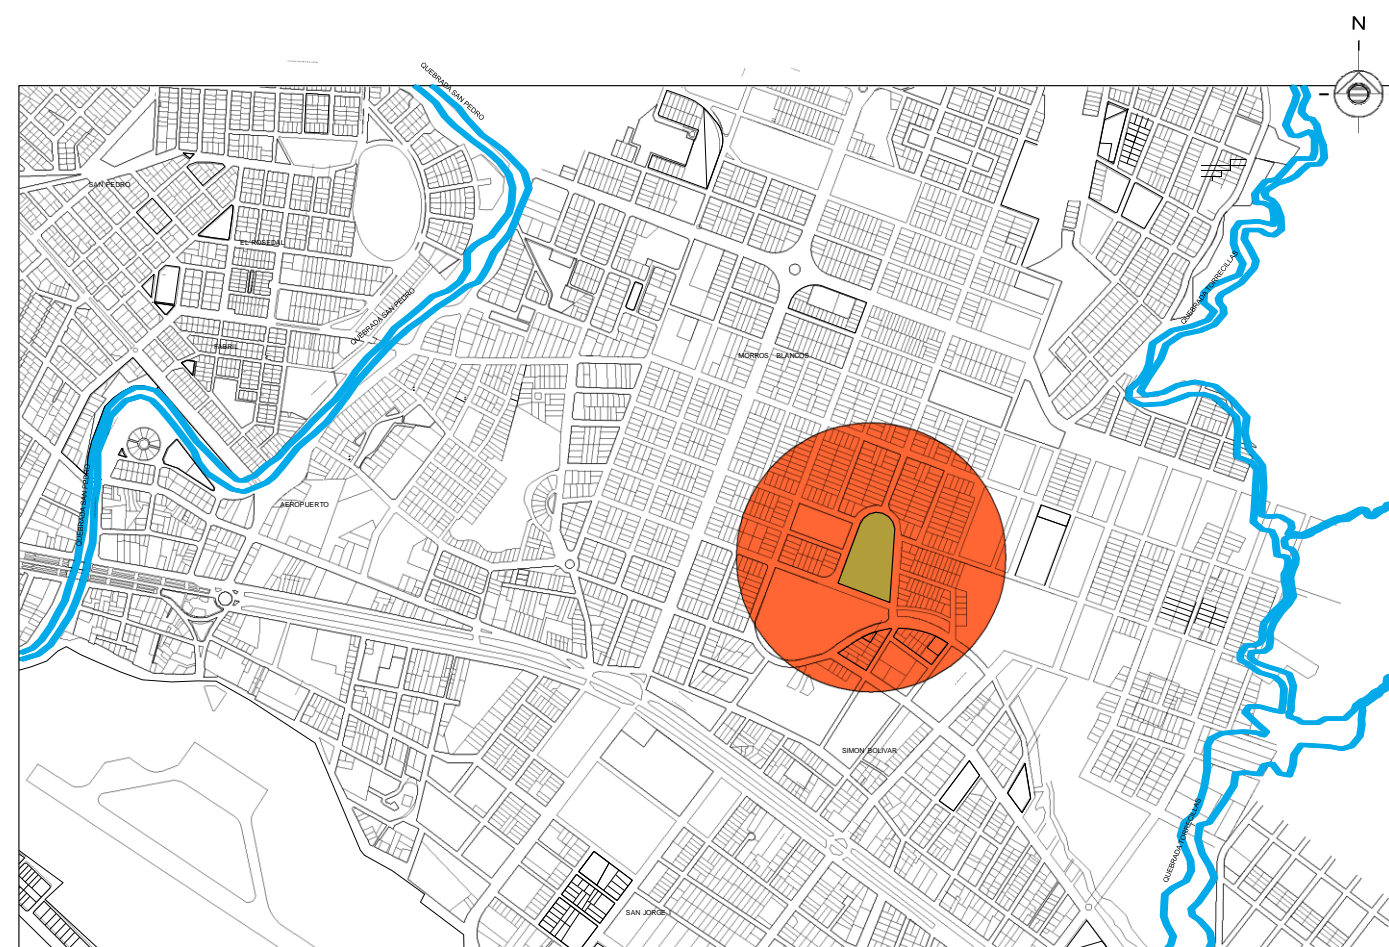 N
QUEBRADA SAN PEDRO
SAN PEDRO
EL ROSEDAL
QUEBRADA TORRECILLAS
QUEBRADA SAN PEDRO
FABRIL
MORROS BLANCOS
QUEBRADA SAN PEDRO
AEROPUERTO
SIMON BOLIVAR
QUEBRADA TORRECILLAS
SAN JORGE I